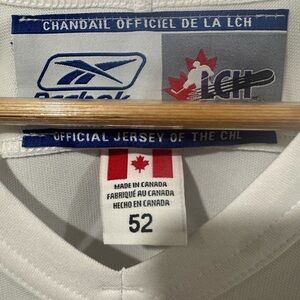 CHANDAIL OFFICIEL DE LA LCH
Reebok
LCH
OFFICIAL JERSEY OF THE CHL
MADE IN CANADA
FABRIQUÉ AU CANADA
HECHO EN CANADA
52